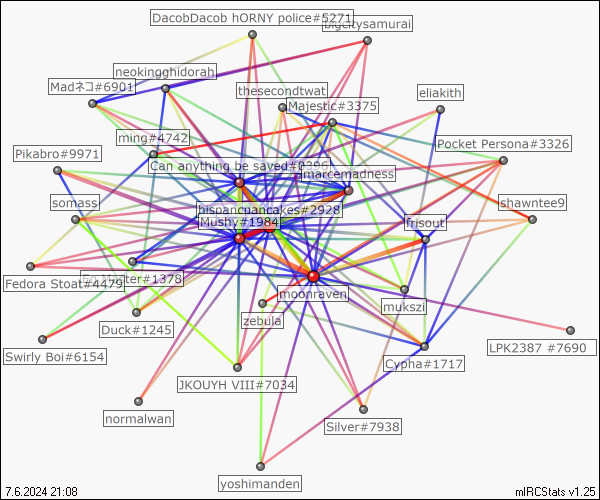 DacobDacob hORNY police#5271
bigcitysamurai
neokingghidorah
Madネコ#6901
thesecondtwat
eliakith
Majestic#3375
ming#4742
Pocket Persona#3326
Pikabro#9971
Can anything be saved#0396
marcemadness
somass
shawntee9
hispancpancakes#2928
Mushy#1984
frisout
Fedora Stoat#4479
#1378
moonraven
mukszi
zebula
Duck#1245
LPK2387 #7690
Swirly Boi#6154
Cypha#1717
JKOUYH VIII#7034
normalwan
Silver#7938
yoshimanden
7.6.2024 21:08
mIRCStats v1.25